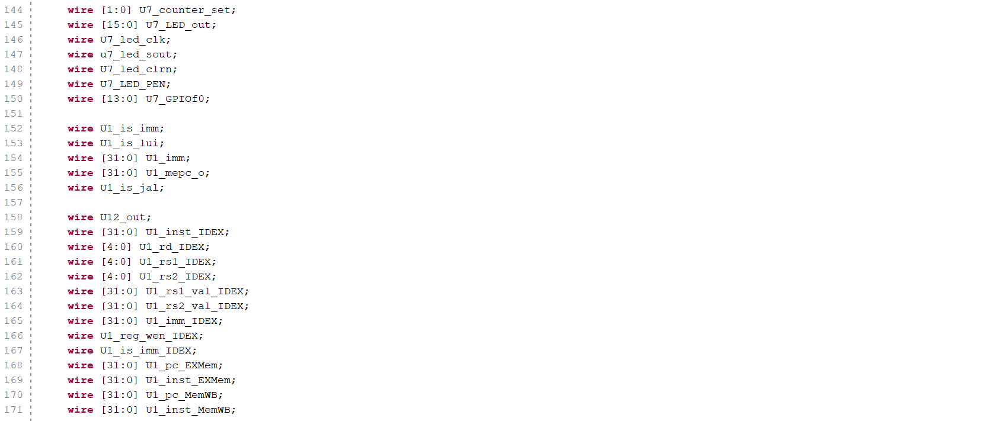 144 wire [1:0] U7_counter_set;
145 wire [15:0] U7_LED_out;
146 wire U7_led_clk;
147 wire u7_led_sout;
148 wire U7_led_clrn;
149 wire U7_LED_PEN;
150 wire [13:0] U7_GPIOf0;
151
152 wire U1_is_imm;
153 wire U1_is_lui;
154 wire [31:0] U1_imm;
155 wire [31:0] U1_mepc_o;
156 wire U1_is_jal;
157
158 wire U12_out;
159 wire [31:0] U1_inst_IDEX;
160 wire [4:0] U1_rd_IDEX;
161 wire [4:0] U1_rs1_IDEX;
162 wire [4:0] U1_rs2_IDEX;
163 wire [31:0] U1_rs1_val_IDEX;
164 wire [31:0] U1_rs2_val_IDEX;
165 wire [31:0] U1_imm_IDEX;
166 wire U1_reg_wen_IDEX;
167 wire U1_is_imm_IDEX;
168 wire [31:0] U1_pc_EXMem;
169 wire [31:0] U1_inst_EXMem;
170 wire [31:0] U1_pc_MemWB;
171 wire [31:0] U1_inst_MemWB;